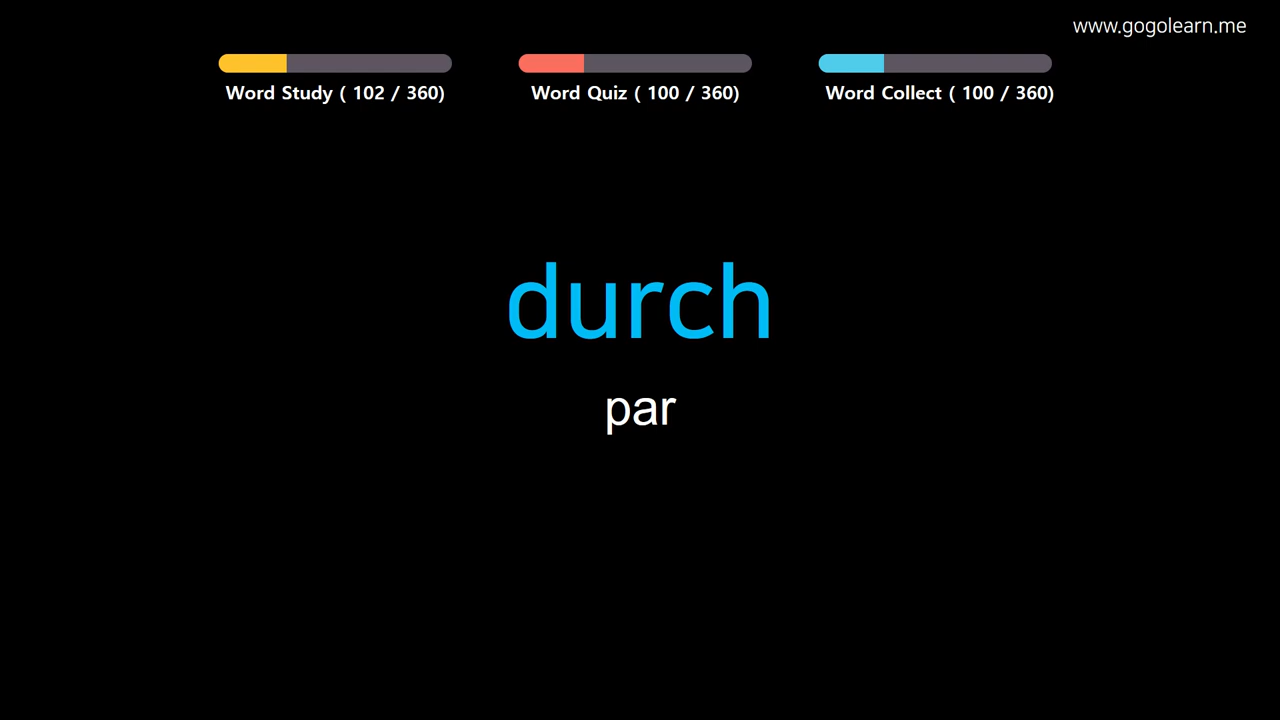 www.gogolearn.me
Word Study ( 102 / 360)
Word Quiz ( 100 / 360)
Word Collect ( 100 / 360)
durch
par